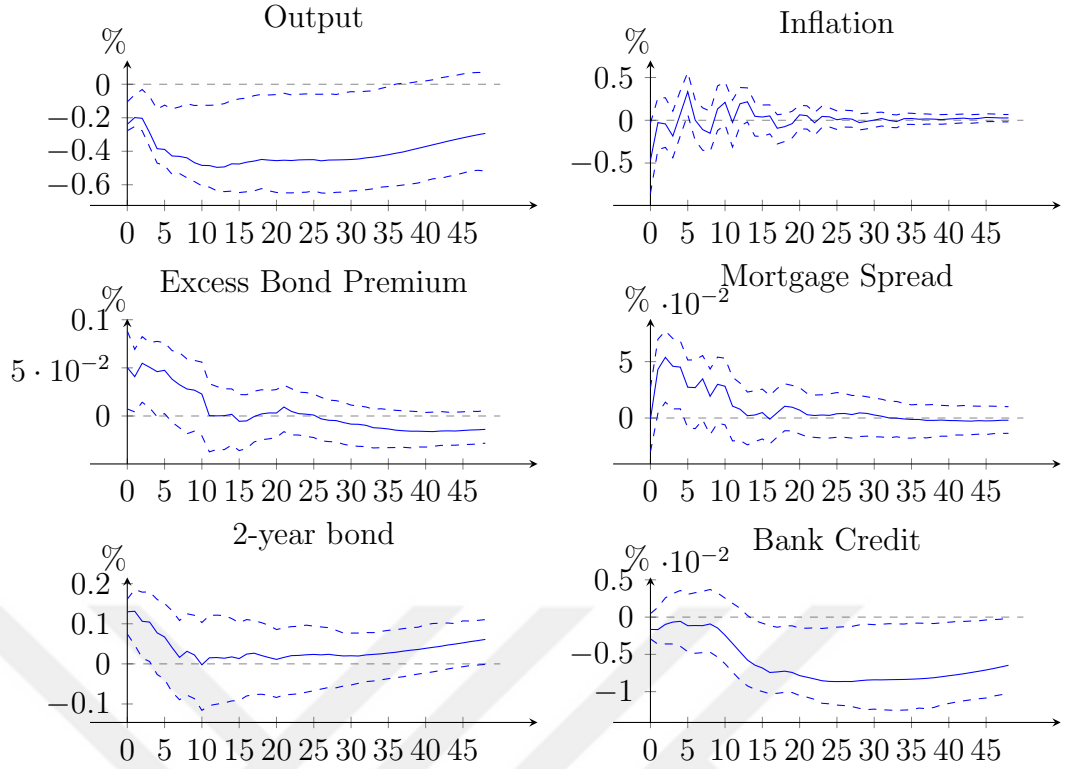 Output
%
0
−0.2
−0.4
−0.6
0 5 10 15 20 25 30 35 40 45
Inflation
%
0.5
0
−0.5
0 5 10 15 20 25 30 35 40 45
Excess Bond Premium
%
0.1
5 · 10⁻²
0
0 5 10 15 20 25 30 35 40 45
Mortgage Spread
% ·10⁻²
5
0
0 5 10 15 20 25 30 35 40 45
2-year bond
%
0.2
0.1
0
−0.1
0 5 10 15 20 25 30 35 40 45
Bank Credit
% ·10⁻²
0.5
0
−0.5
−1
0 5 10 15 20 25 30 35 40 45